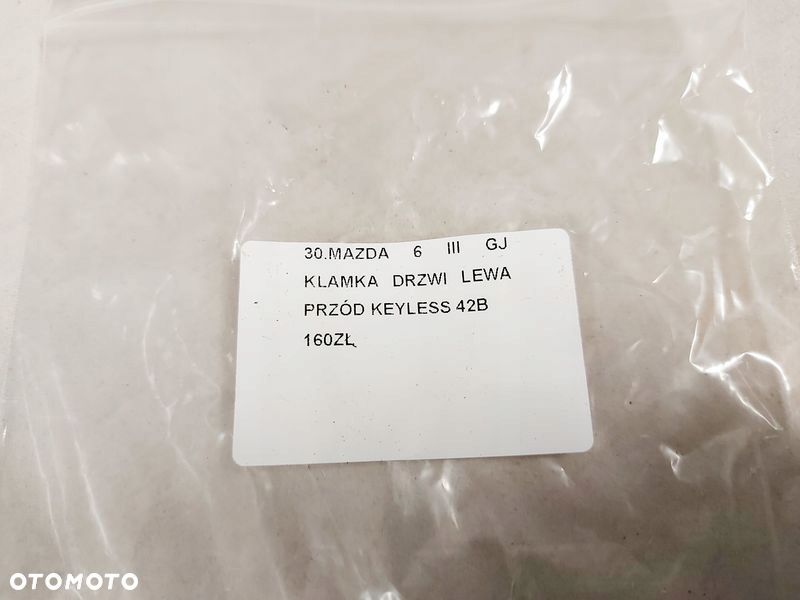 30.MAZDA 6 III GJ
KLAMKA DRZWI LEWA
PRZÓD KEYLESS 42B
160ZŁ
OTOMOTO